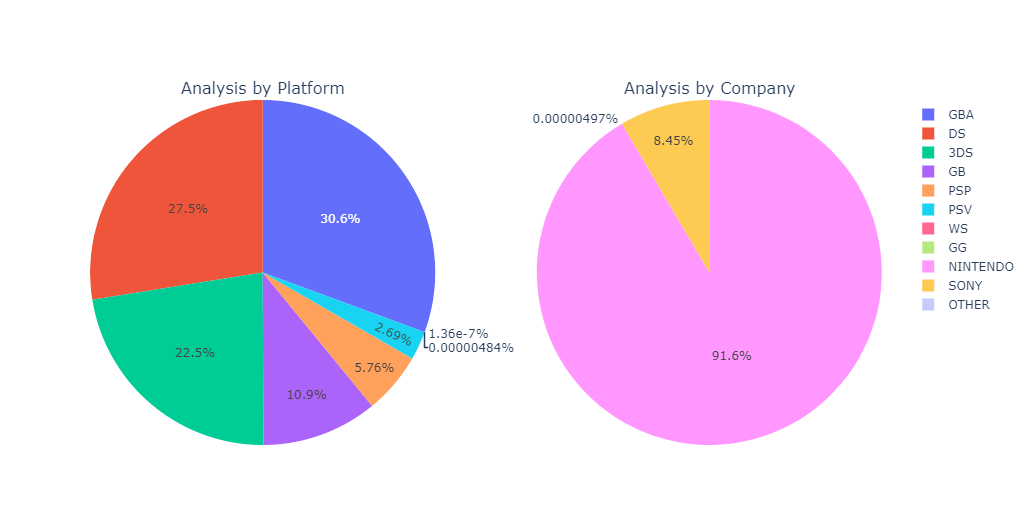 Analysis by Platform
30.6%
27.5%
22.5%
10.9%
5.76%
2.69%
1.36e-7%
0.00000484%
Analysis by Company
0.00000497%
8.45%
91.6%
GBA
DS
3DS
GB
PSP
PSV
WS
GG
NINTENDO
SONY
OTHER